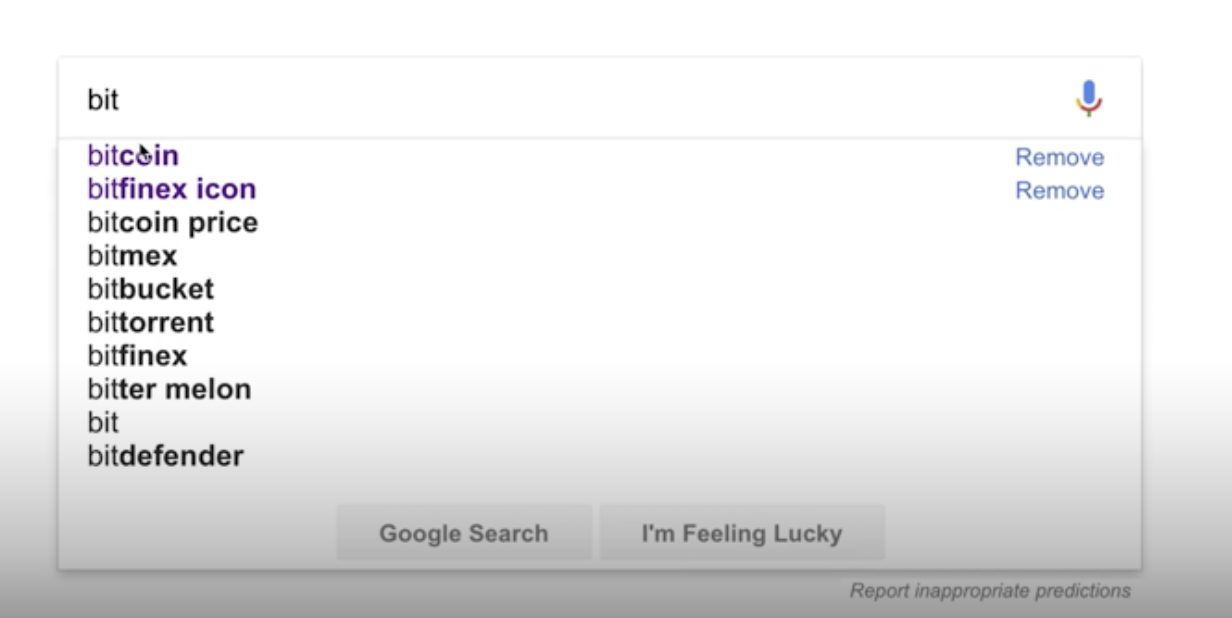 bit
bitcoin Remove
bitfinex icon Remove
bitcoin price
bitmex
bitbucket
bittorrent
bitfinex
bitter melon
bit
bitdefender
Google Search I'm Feeling Lucky
Report inappropriate predictions